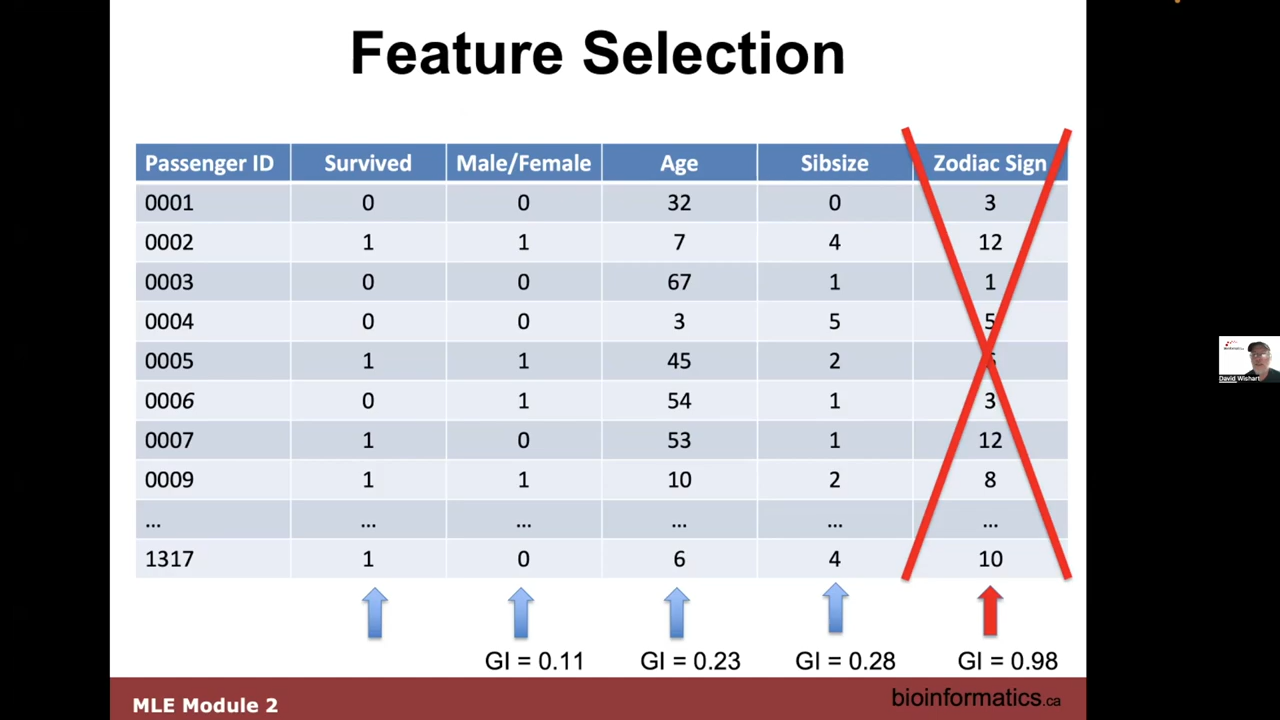 Feature Selection
Passenger ID Survived Male/Female Age Sibsize Zodiac Sign
0001 0 0 32 0 3
0002 1 1 7 4 12
0003 0 0 67 1 1
0004 0 0 3 5 5
0005 1 1 45 2
0006 0 1 54 1 3
0007 1 0 53 1 12
0009 1 1 10 2 8
... ... ... ... ... ...
1317 1 0 6 4 10
GI = 0.11 GI = 0.23 GI = 0.28 GI = 0.98
MLE Module 2
bioinformatics.ca
David Wishart